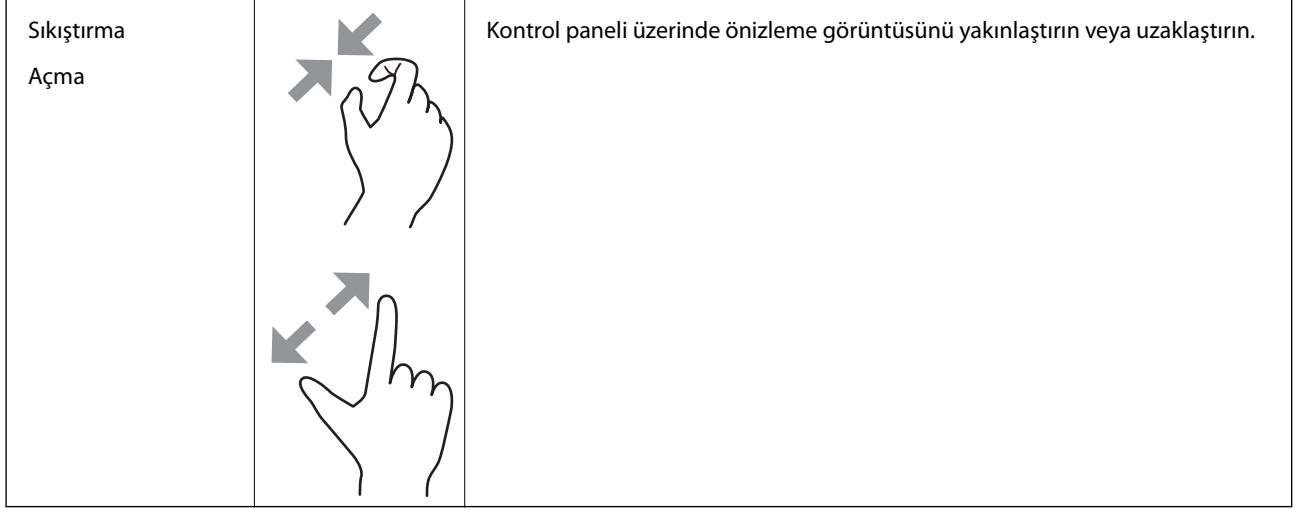 Sıkıştırma
Açma
Kontrol paneli üzerinde önizleme görüntüsünü yakınlaştırın veya uzaklaştırın.